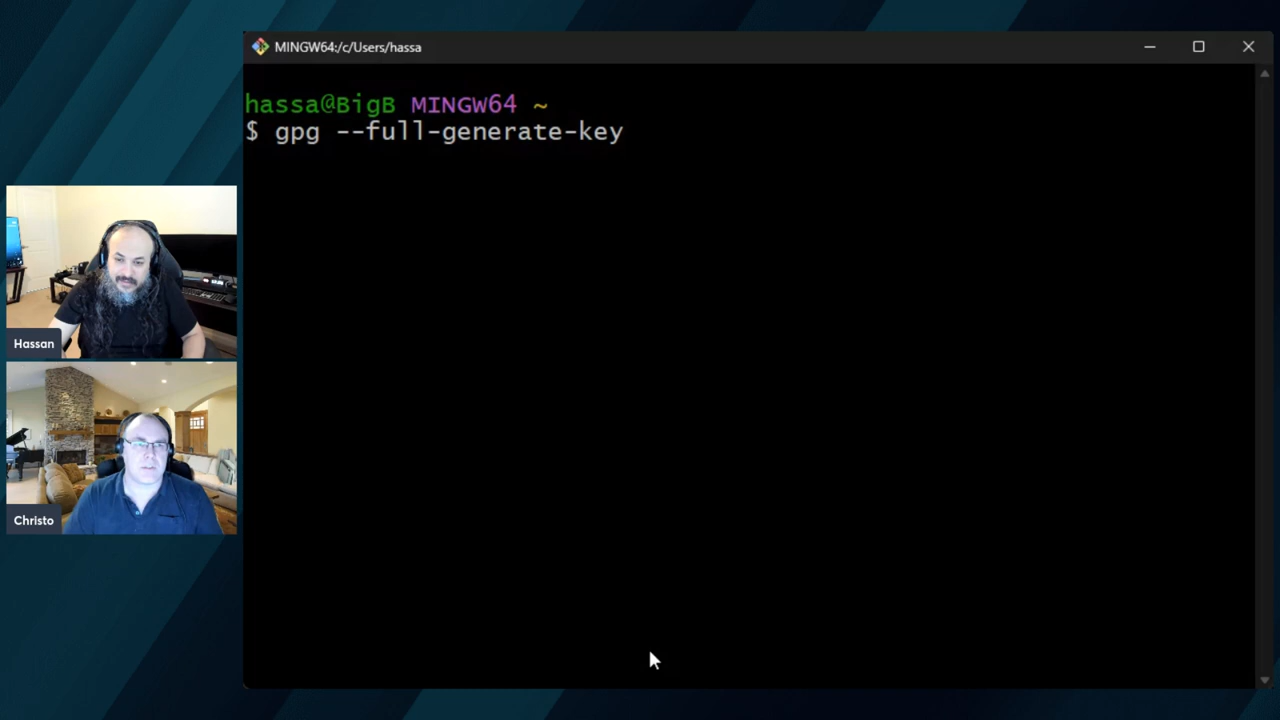 MINGW64:/c/Users/hassa
hassa@BigB MINGW64 ~
$ gpg --full-generate-key
Hassan
Christo